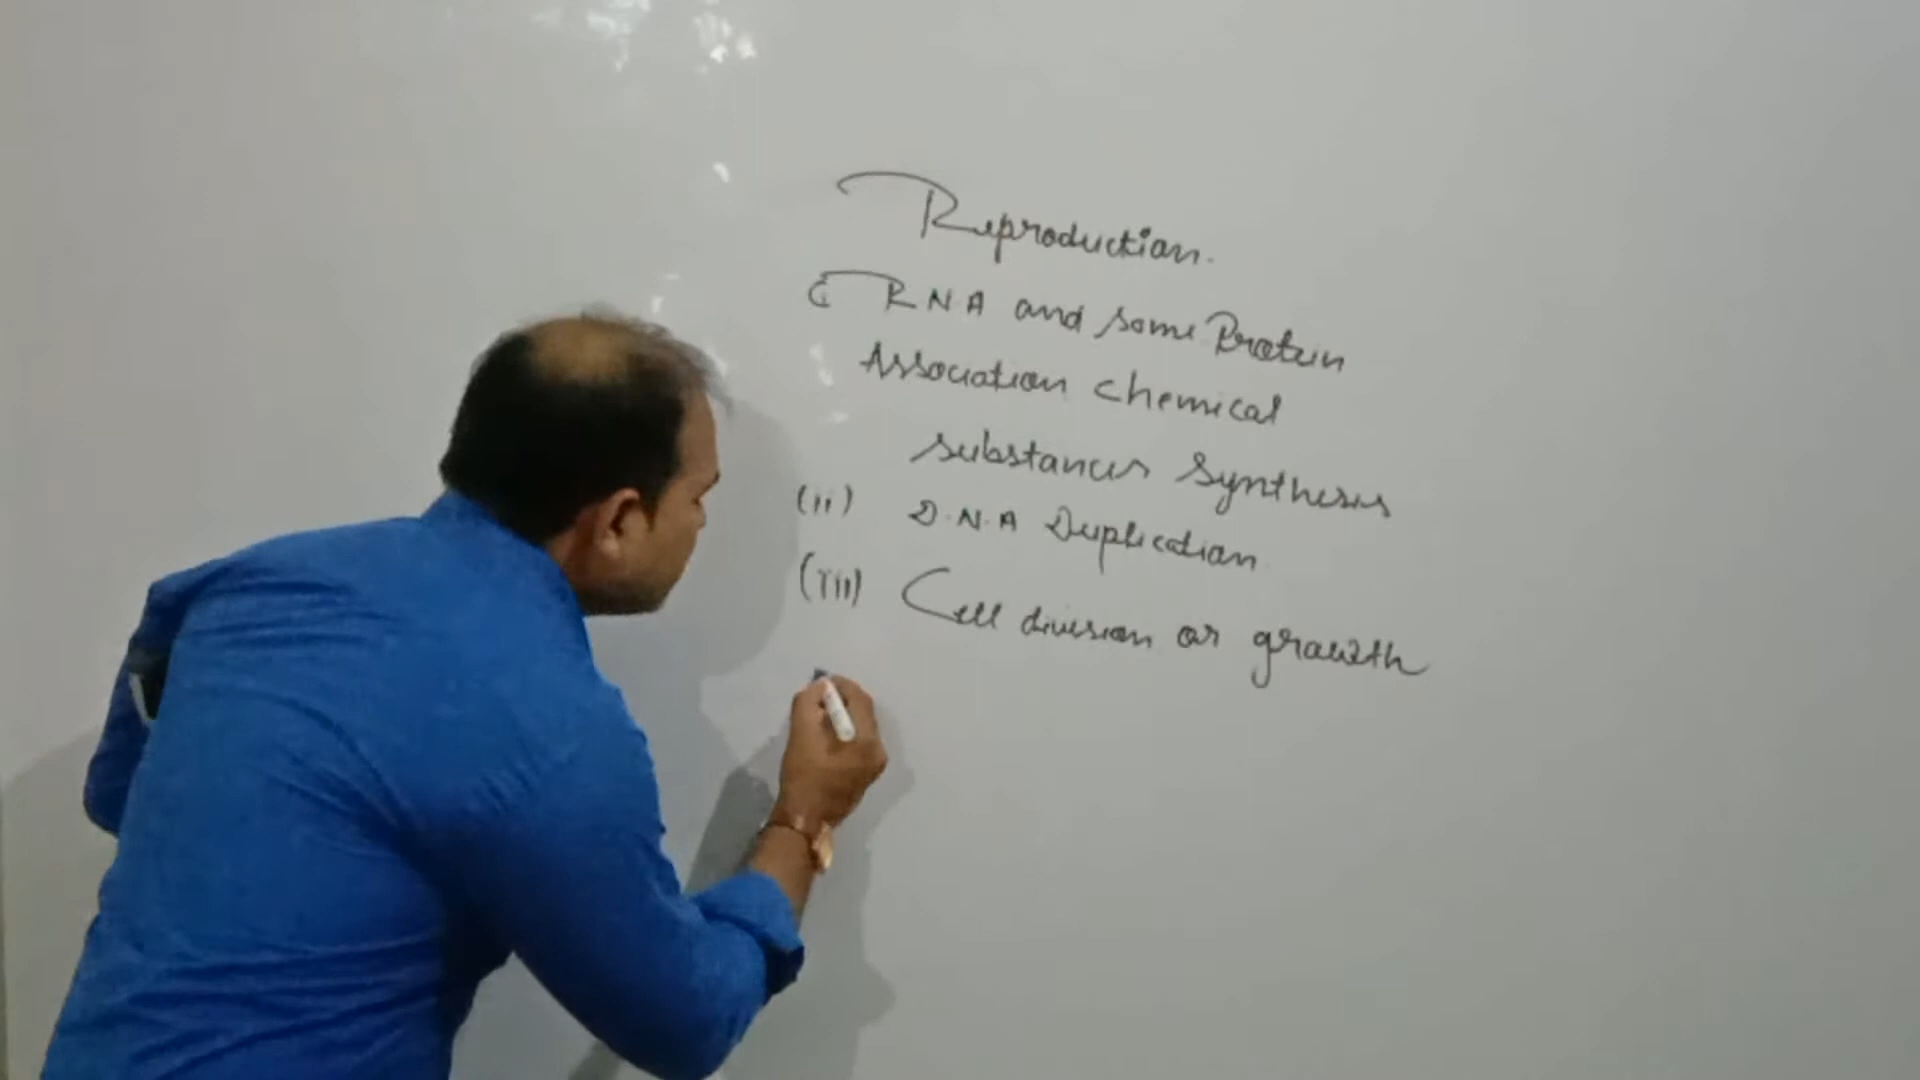 Reproduction.
(i RNA and some Protein
Association chemical
substances Synthesis
(ii) D.N.A Duplication
(iii) Cell division or growth